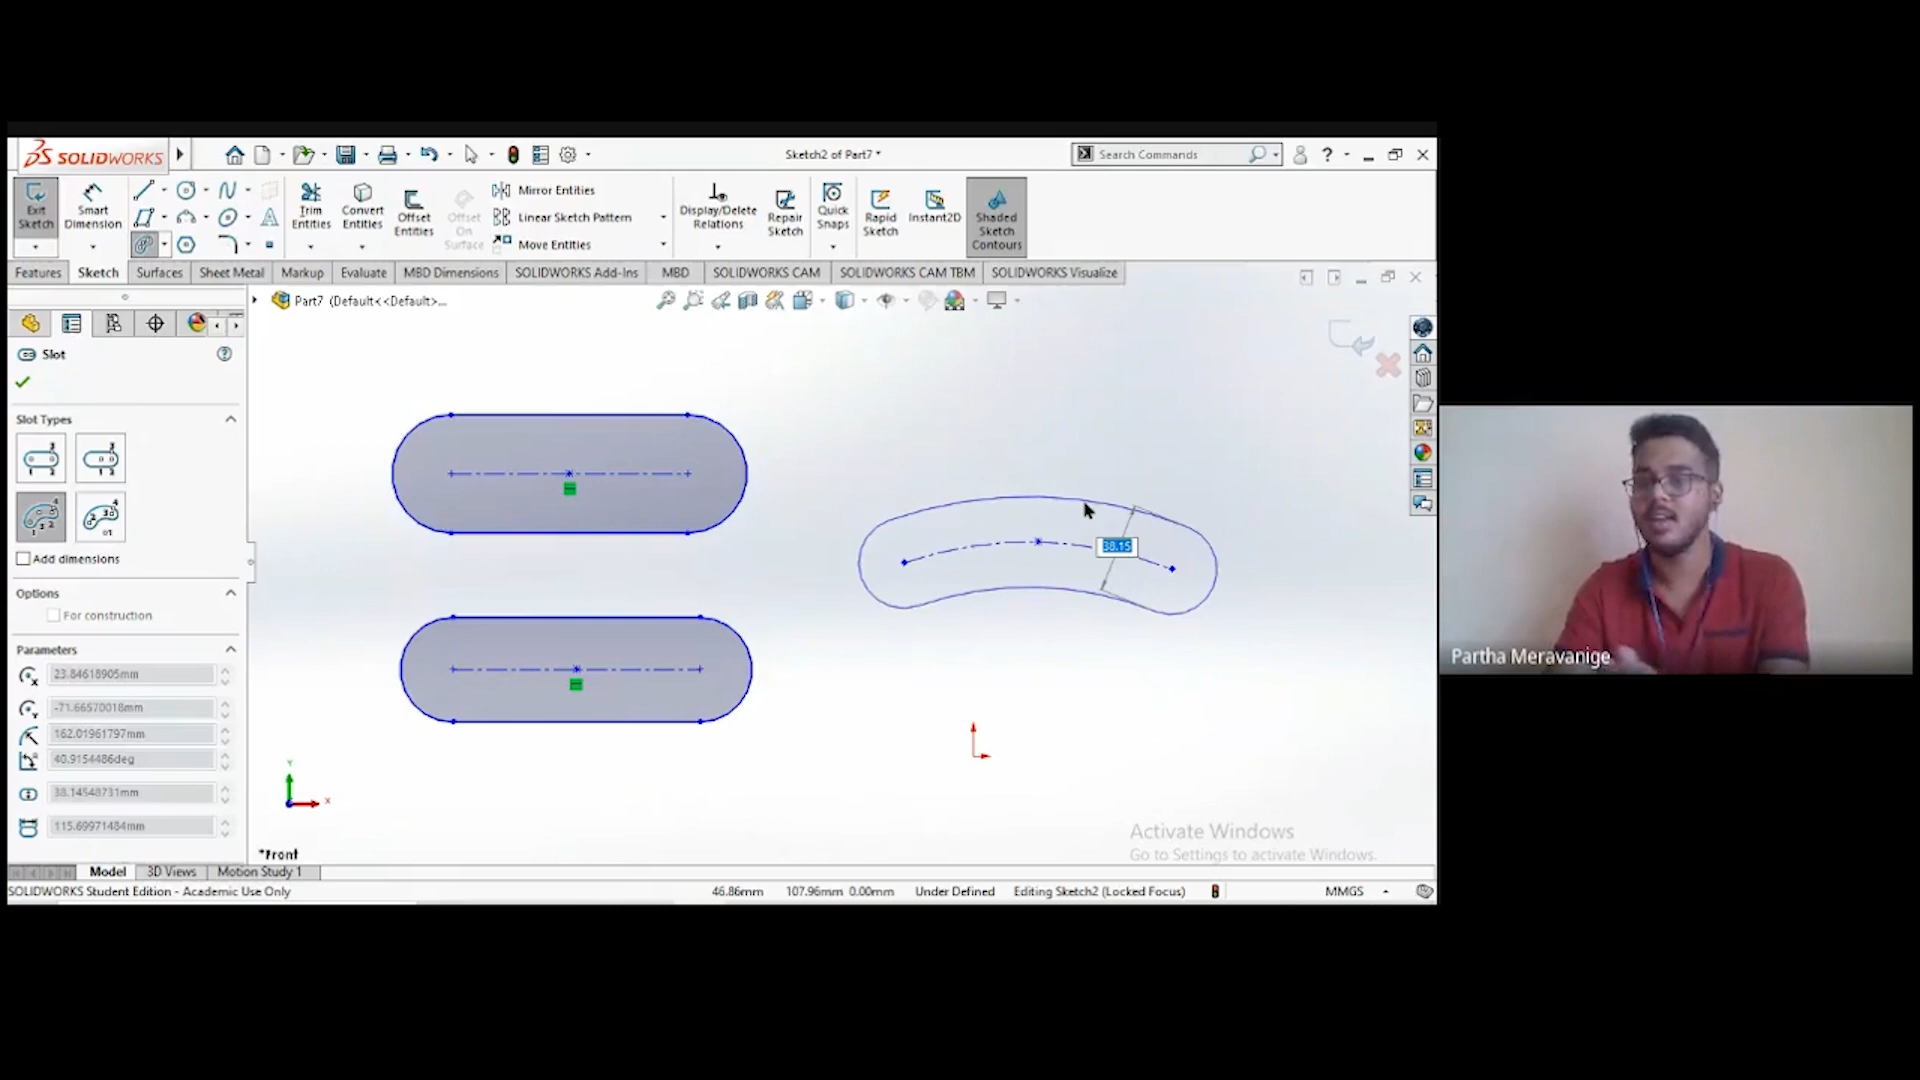 SOLIDWORKS
Sketch2 of Part7 *
Search Commands
?
Exit Sketch
Smart Dimension
Trim Entities
Convert Entities
Offset Entities
Offset On Surface
Mirror Entities
Linear Sketch Pattern
Move Entities
Display/Delete Relations
Repair Sketch
Quick Snaps
Rapid Sketch
Instant2D
Shaded Sketch Contours
Features
Sketch
Surfaces
Sheet Metal
Markup
Evaluate
MBD Dimensions
SOLIDWORKS Add-Ins
MBD
SOLIDWORKS CAM
SOLIDWORKS CAM TBM
SOLIDWORKS Visualize
Part7 (Default<<Default>...
Slot
Slot Types
Add dimensions
Options
For construction
Parameters
23.84618905mm
-71.66570018mm
162.01961797mm
40.9154486deg
38.14548731mm
115.69971484mm
38.15
Y
X
*Front
Partha Meravanige
Activate Windows
Go to Settings to activate Windows.
Model
3D Views
Motion Study 1
SOLIDWORKS Student Edition - Academic Use Only
46.86mm
107.96mm 0.00mm
Under Defined
Editing Sketch2 (Locked Focus)
MMGS